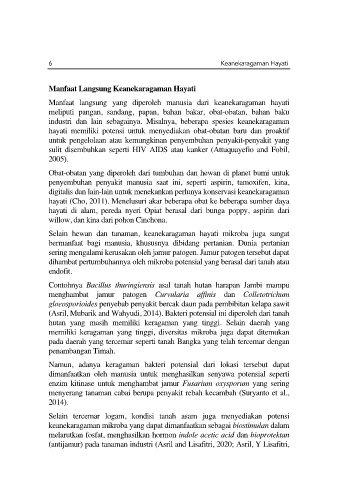 6 Keanekaragaman Hayati
Manfaat Langsung Keanekaragaman Hayati
Manfaat langsung yang diperoleh manusia dari keanekaragaman hayati
meliputi pangan, sandang, papan, bahan bakar, obat-obatan, bahan baku
industri dan lain sebagainya. Misalnya, beberapa spesies keanekaragaman
hayati memiliki potensi untuk menyediakan obat-obatan baru dan proaktif
untuk pengelolaan atau kemungkinan penyembuhan penyakit-penyakit yang
sulit disembuhkan seperti HIV AIDS atau kanker (Attuquayefio and Fobil,
2005).
Obat-obatan yang diperoleh dari tumbuhan dan hewan di planet bumi untuk
penyembuhan penyakit manusia saat ini, seperti aspirin, tamoxifen, kina,
digitalis dan lain-lain untuk menekankan perlunya konservasi keanekaragaman
hayati (Cho, 2011). Menelusuri akar beberapa obat ke beberapa sumber daya
hayati di alam, pereda nyeri Opiat berasal dari bunga poppy, aspirin dari
willow, dan kina dari pohon Cinchona.
Selain hewan dan tanaman, keanekaragaman hayati mikroba juga sangat
bermanfaat bagi manusia, khususnya dibidang pertanian. Dunia pertanian
sering mengalami kerusakan oleh jamur patogen. Jamur patogen tersebut dapat
dihambat pertumbuhannya oleh mikroba potensial yang berasal dari tanah atau
endofit.
Contohnya Bacillus thuringiensis asal tanah hutan harapan Jambi mampu
menghambat jamur patogen Curvularia affinis dan Colletotrichum
gloeosporioides penyebab penyakit bercak daun pada pembibitan kelapa sawit
(Asril, Mubarik and Wahyudi, 2014). Bakteri potensial ini diperoleh dari tanah
hutan yang masih memiliki keragaman yang tinggi. Selain daerah yang
memiliki keragaman yang tinggi, diversitas mikroba juga dapat ditemukan
pada daerah yang tercemar seperti tanah Bangka yang telah tercemar dengan
penambangan Timah.
Namun, adanya keragaman bakteri potensial dari lokasi tersebut dapat
dimanfaatkan oleh manusia untuk menghasilkan senyawa potensial seperti
enzim kitinase untuk menghambat jamur Fusarium oxysporum yang sering
menyerang tanaman cabai berupa penyakit rebah kecambah (Suryanto et al.,
2014).
Selain tercemar logam, kondisi tanah asam juga menyediakan potensi
keanekaragaman mikroba yang dapat dimanfaatkan sebagai biostimulan dalam
melarutkan fosfat, menghasilkan hormon indole acetic acid dan bioprotektan
(antijamur) pada tanaman industri (Asril and Lisafitri, 2020; Asril, Y Lisafitri,